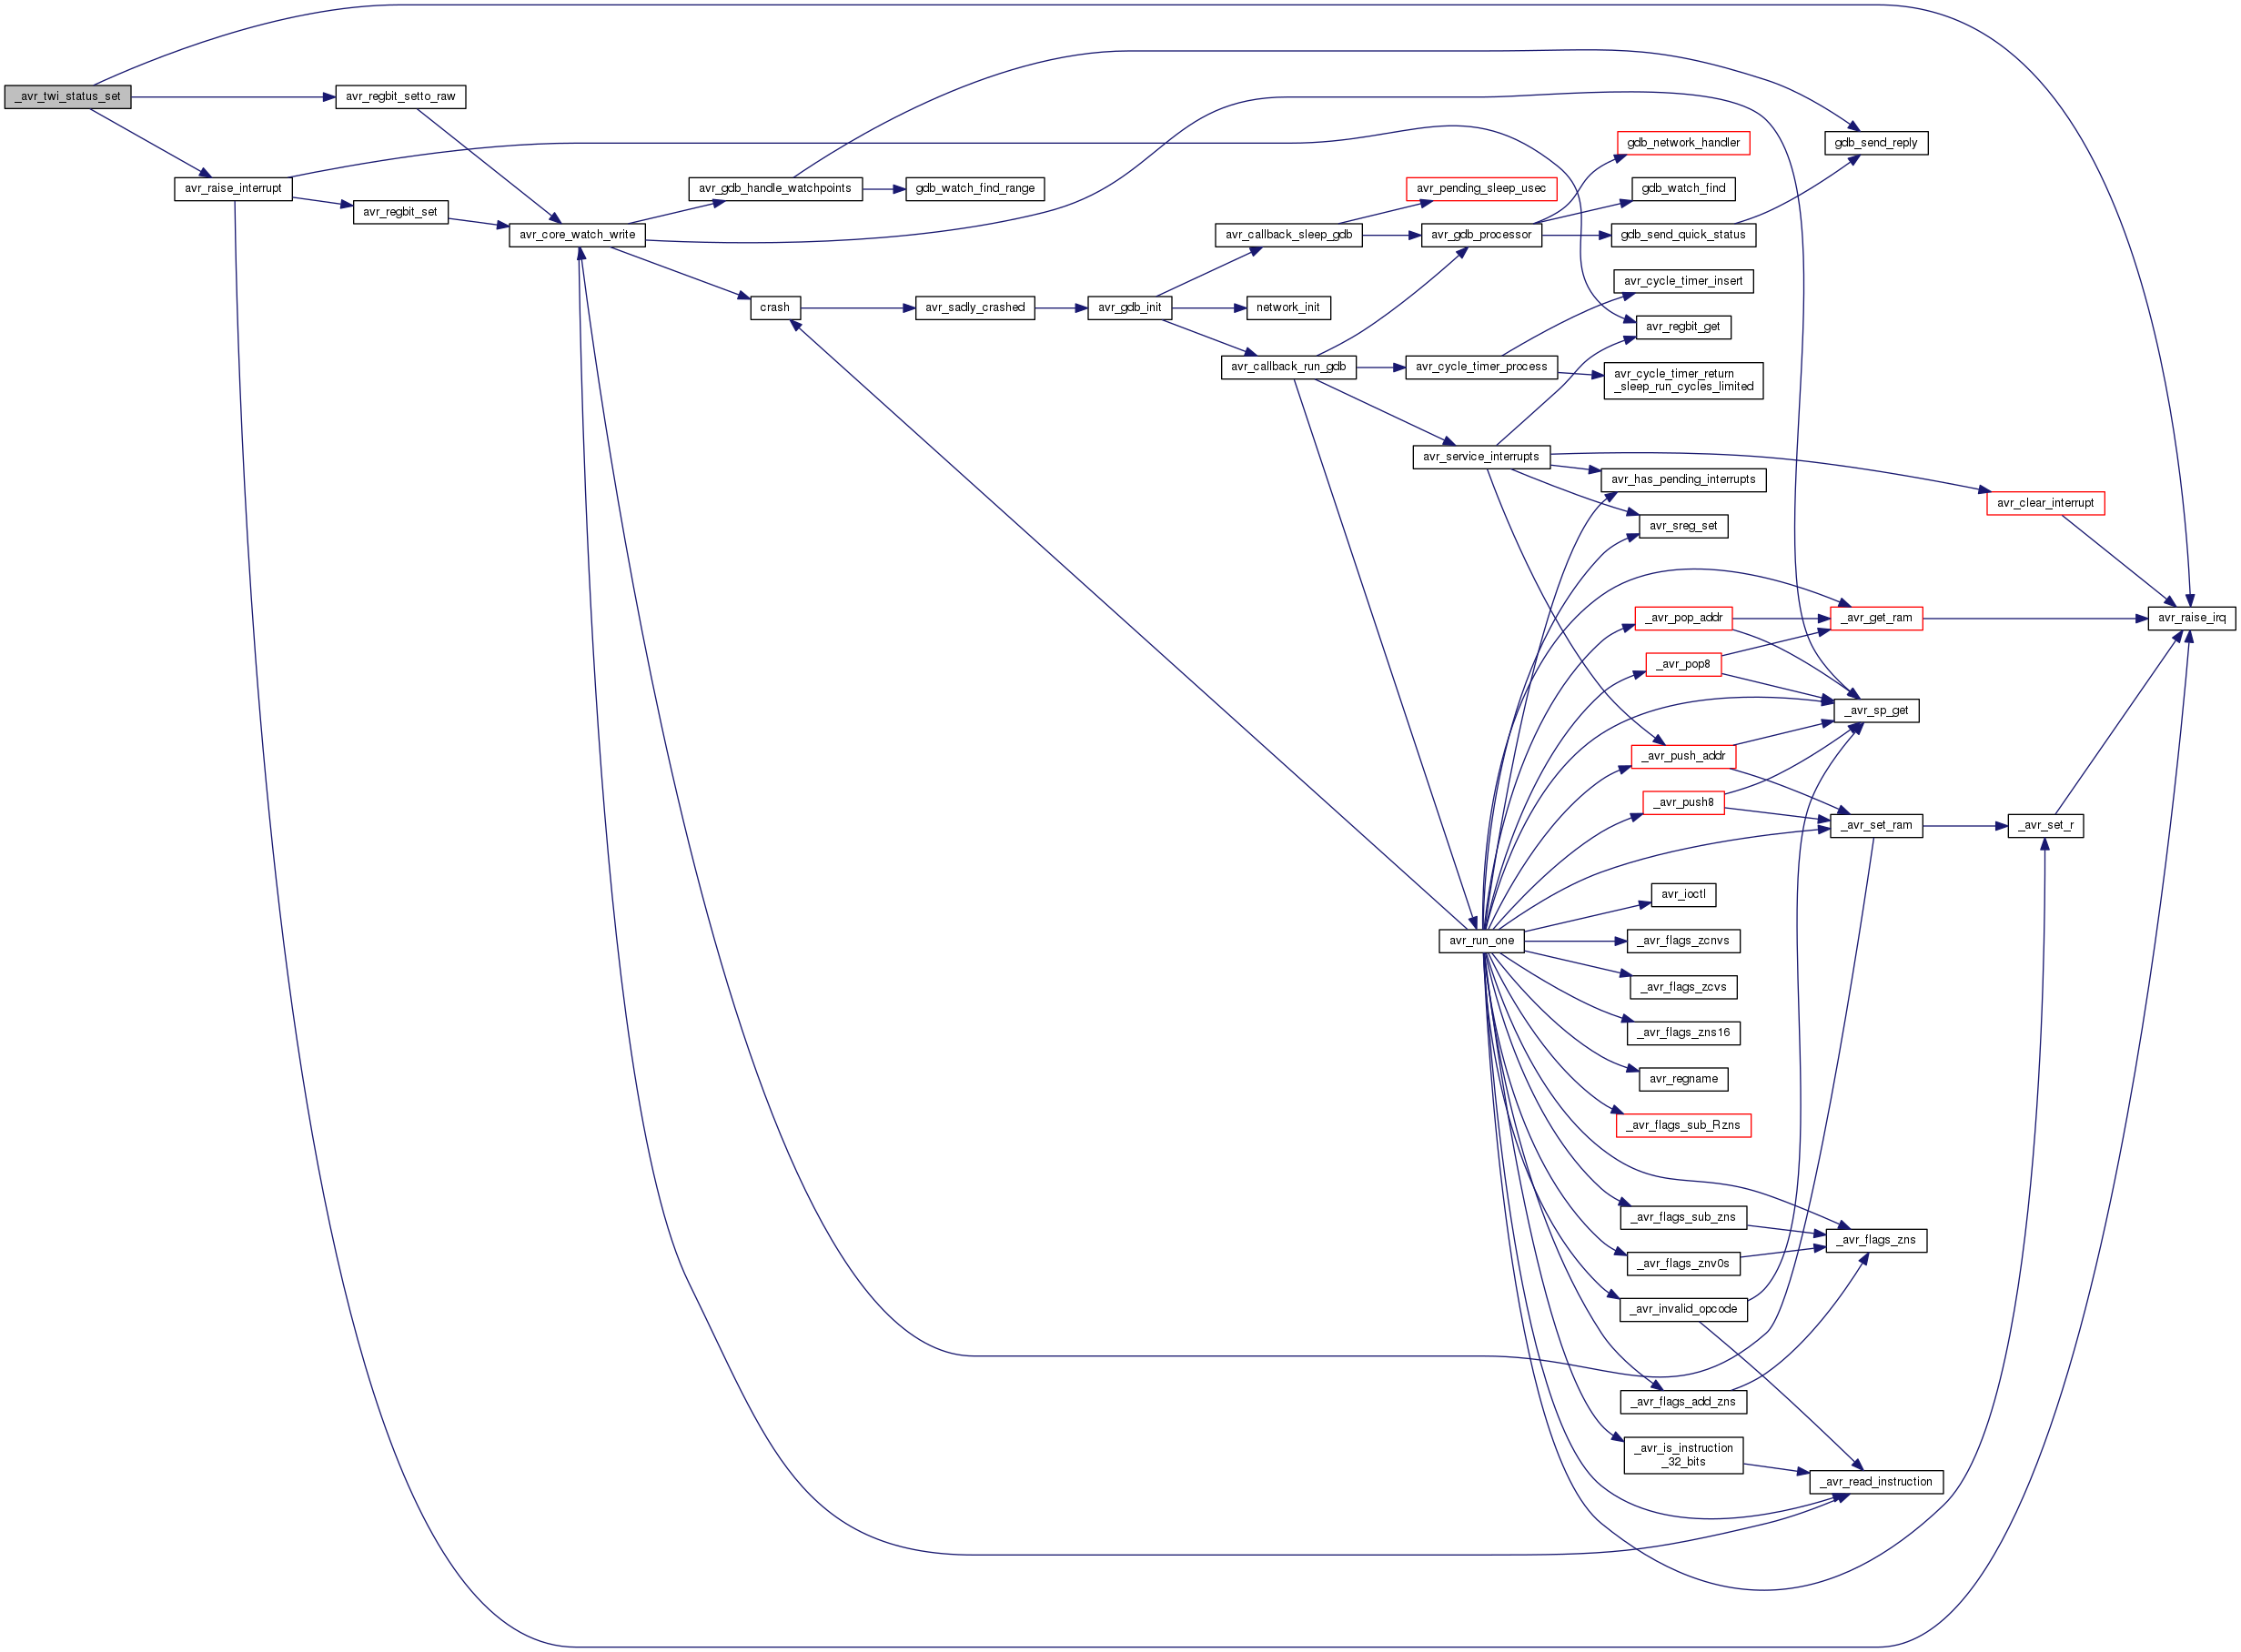 _avr_twi_status_set
avr_regbit_setto_raw
avr_raise_interrupt
avr_regbit_set
avr_core_watch_write
avr_gdb_handle_watchpoints
gdb_watch_find_range
crash
avr_sadly_crashed
avr_gdb_init
avr_callback_sleep_gdb
network_init
avr_callback_run_gdb
avr_pending_sleep_usec
avr_gdb_processor
avr_cycle_timer_process
avr_service_interrupts
avr_run_one
gdb_network_handler
gdb_watch_find
gdb_send_quick_status
avr_cycle_timer_insert
avr_regbit_get
avr_cycle_timer_return
_sleep_run_cycles_limited
avr_has_pending_interrupts
avr_sreg_set
_avr_pop_addr
_avr_pop8
_avr_push_addr
_avr_push8
avr_ioctl
_avr_flags_zcnvs
_avr_flags_zcvs
_avr_flags_zns16
avr_regname
_avr_flags_sub_Rzns
_avr_flags_sub_zns
_avr_flags_znv0s
_avr_invalid_opcode
_avr_flags_add_zns
_avr_is_instruction
_32_bits
gdb_send_reply
_avr_get_ram
_avr_sp_get
_avr_set_ram
_avr_flags_zns
_avr_read_instruction
avr_clear_interrupt
_avr_set_r
avr_raise_irq